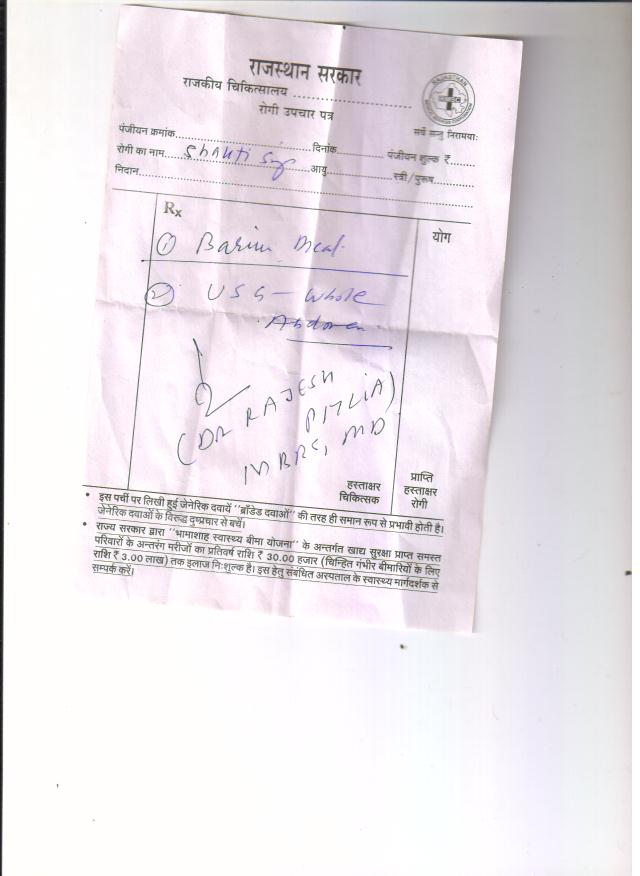 राजस्थान सरकार
राजकीय चिकित्सालय ..............................
रोगी उपचार पत्र
सर्वे सन्तु निरामयाः
पंजीयन क्रमांक..............................दिनांक..............पंजीयन शुल्क ₹......
रोगी का नाम.... Shakti ....आयु..................स्त्री/पुरूष..........
निदान..........................................................................
Rx
योग
① Barium Meal
② USG - Whole
Abdomen
(DR RAJESH
PITLIA)
MBBS, MD
हस्ताक्षर
चिकित्सक
प्राप्ति
हस्ताक्षर
रोगी
• इस पर्ची पर लिखी हुई जेनेरिक दवायें "ब्राँडेड दवाओं" की तरह ही समान रूप से प्रभावी होती है।
जेनेरिक दवाओं के विरुद्ध दुष्प्रचार से बचें।
• राज्य सरकार द्वारा "भामाशाह स्वास्थ्य बीमा योजना" के अन्तर्गत खाद्य सुरक्षा प्राप्त समस्त
परिवारों के अन्तरंग मरीजों का प्रतिवर्ष राशि ₹ 30.00 हजार (चिन्हित गंभीर बीमारियों के लिए
राशि ₹ 3.00 लाख) तक इलाज निःशुल्क है। इस हेतु संबंधित अस्पताल के स्वास्थ्य मार्गदर्शक से
सम्पर्क करें।